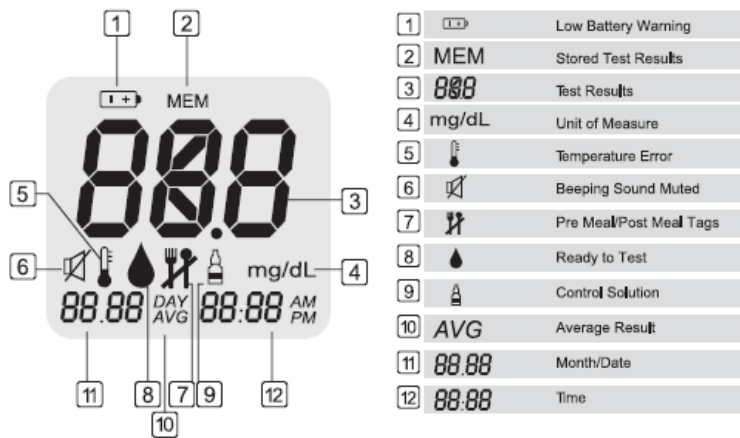 1
2
MEM
888
5
3
6
mg/dL
4
88.88 DAY AVG 88:88 AM PM
11
8
7
9
12
10
1 Low Battery Warning
2 MEM Stored Test Results
3 888 Test Results
4 mg/dL Unit of Measure
5 Temperature Error
6 Beeping Sound Muted
7 Pre Meal/Post Meal Tags
8 Ready to Test
9 Control Solution
10 AVG Average Result
11 88.88 Month/Date
12 88:88 Time